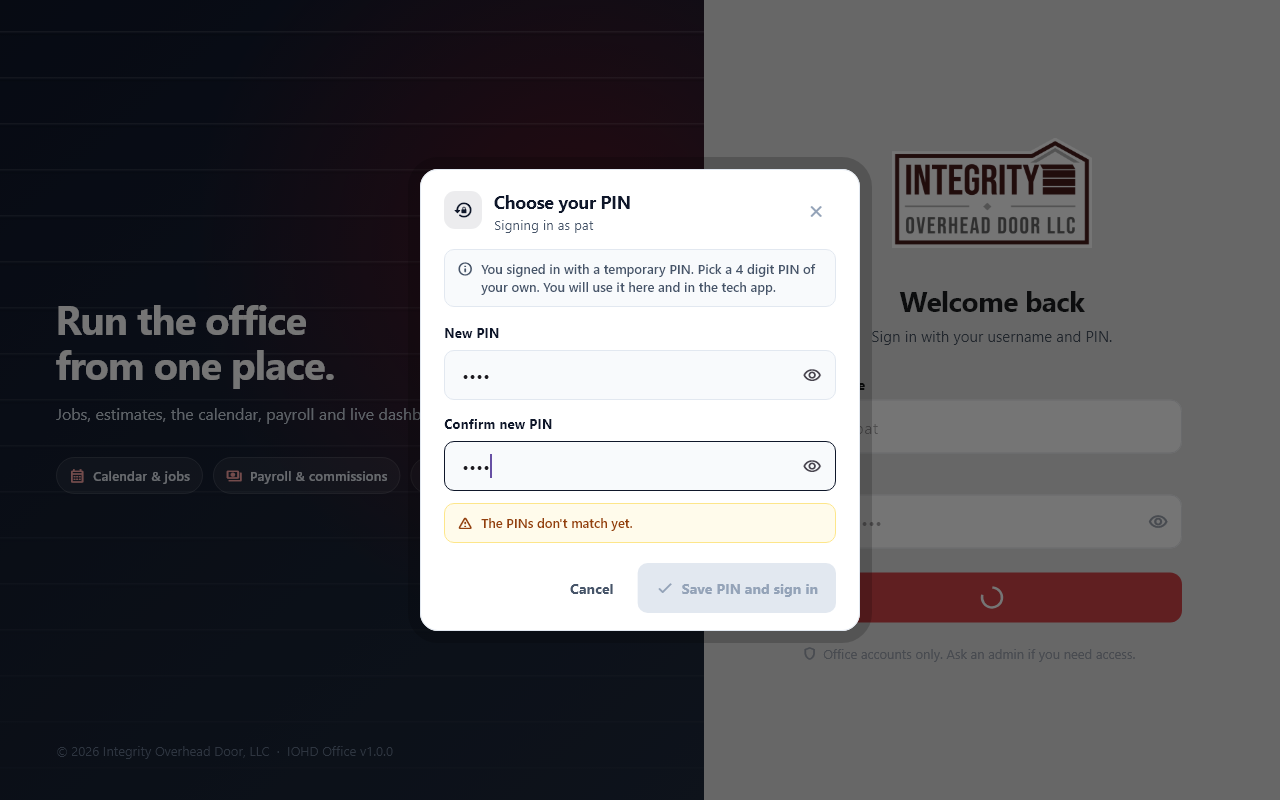 Run the office
from one place.
Jobs, estimates, the calendar, payroll and live dashb
Calendar & jobs
Payroll & commissions
© 2026 Integrity Overhead Door, LLC · IOHD Office v1.0.0
Choose your PIN
Signing in as pat
You signed in with a temporary PIN. Pick a 4 digit PIN of
your own. You will use it here and in the tech app.
New PIN
••••
Confirm new PIN
••••
The PINs don't match yet.
Cancel
Save PIN and sign in
INTEGRITY
OVERHEAD DOOR LLC
Welcome back
Sign in with your username and PIN.
Office accounts only. Ask an admin if you need access.